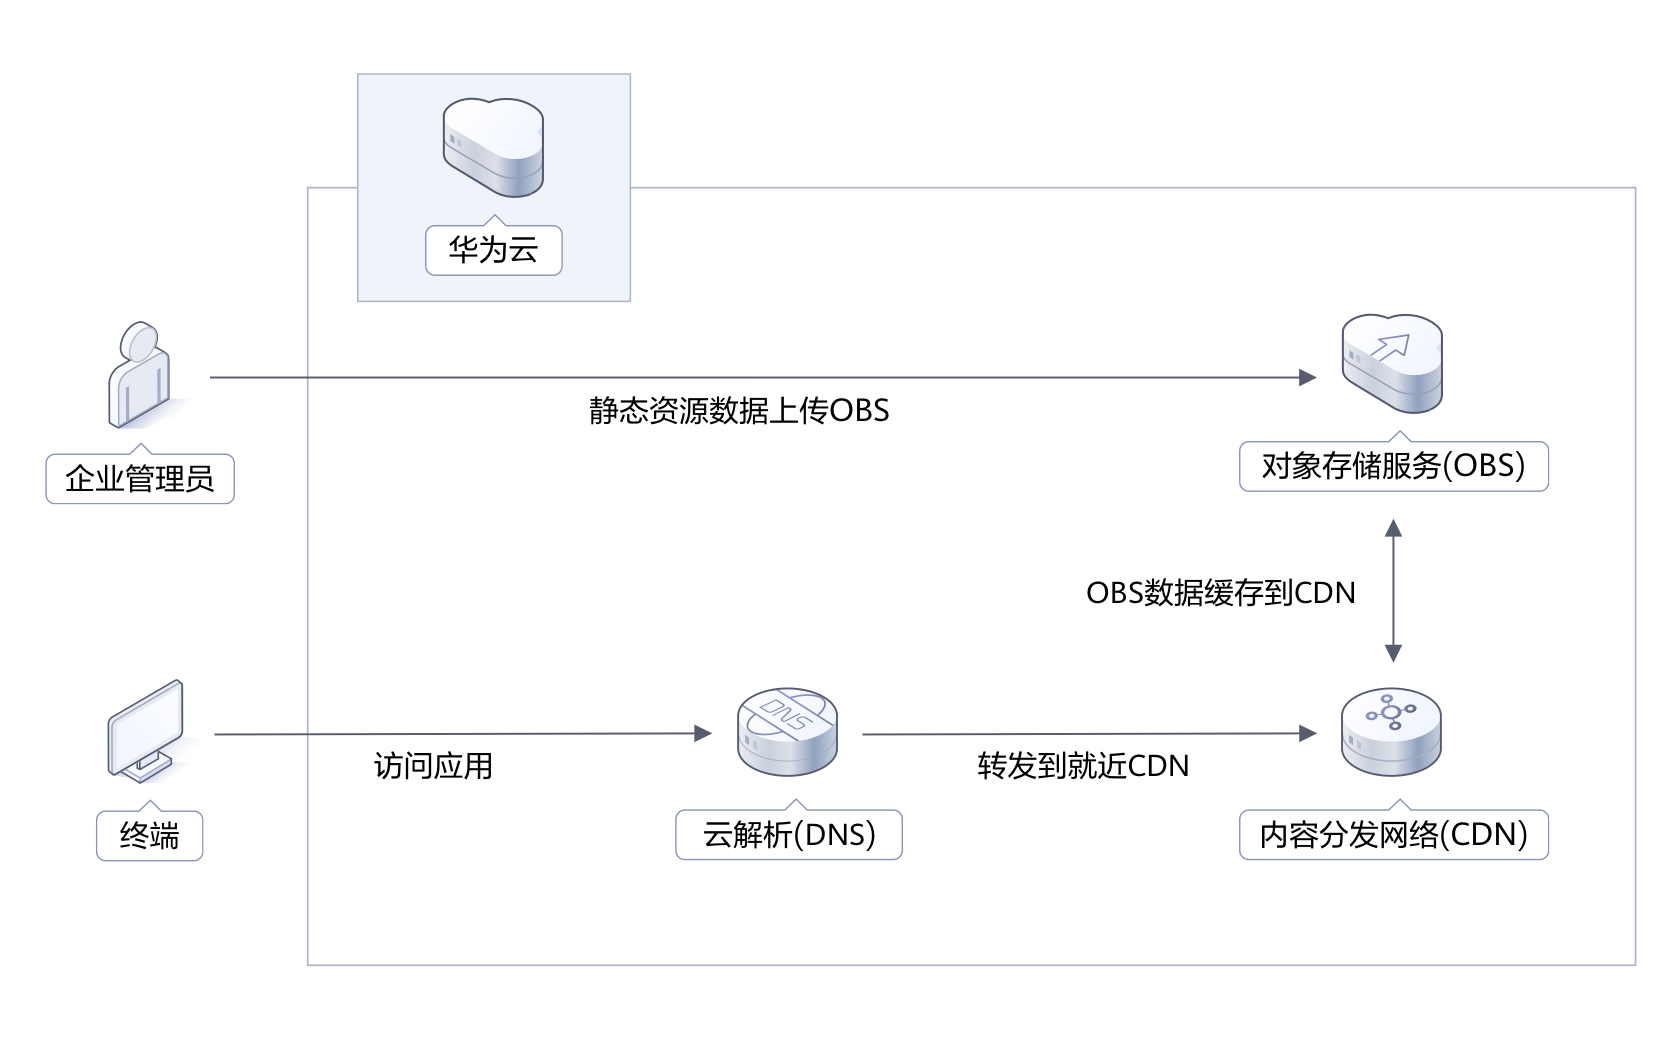 华为云
静态资源数据上传OBS
企业管理员
对象存储服务(OBS)
OBS数据缓存到CDN
访问应用
转发到就近CDN
终端
DNS
云解析(DNS)
内容分发网络(CDN)